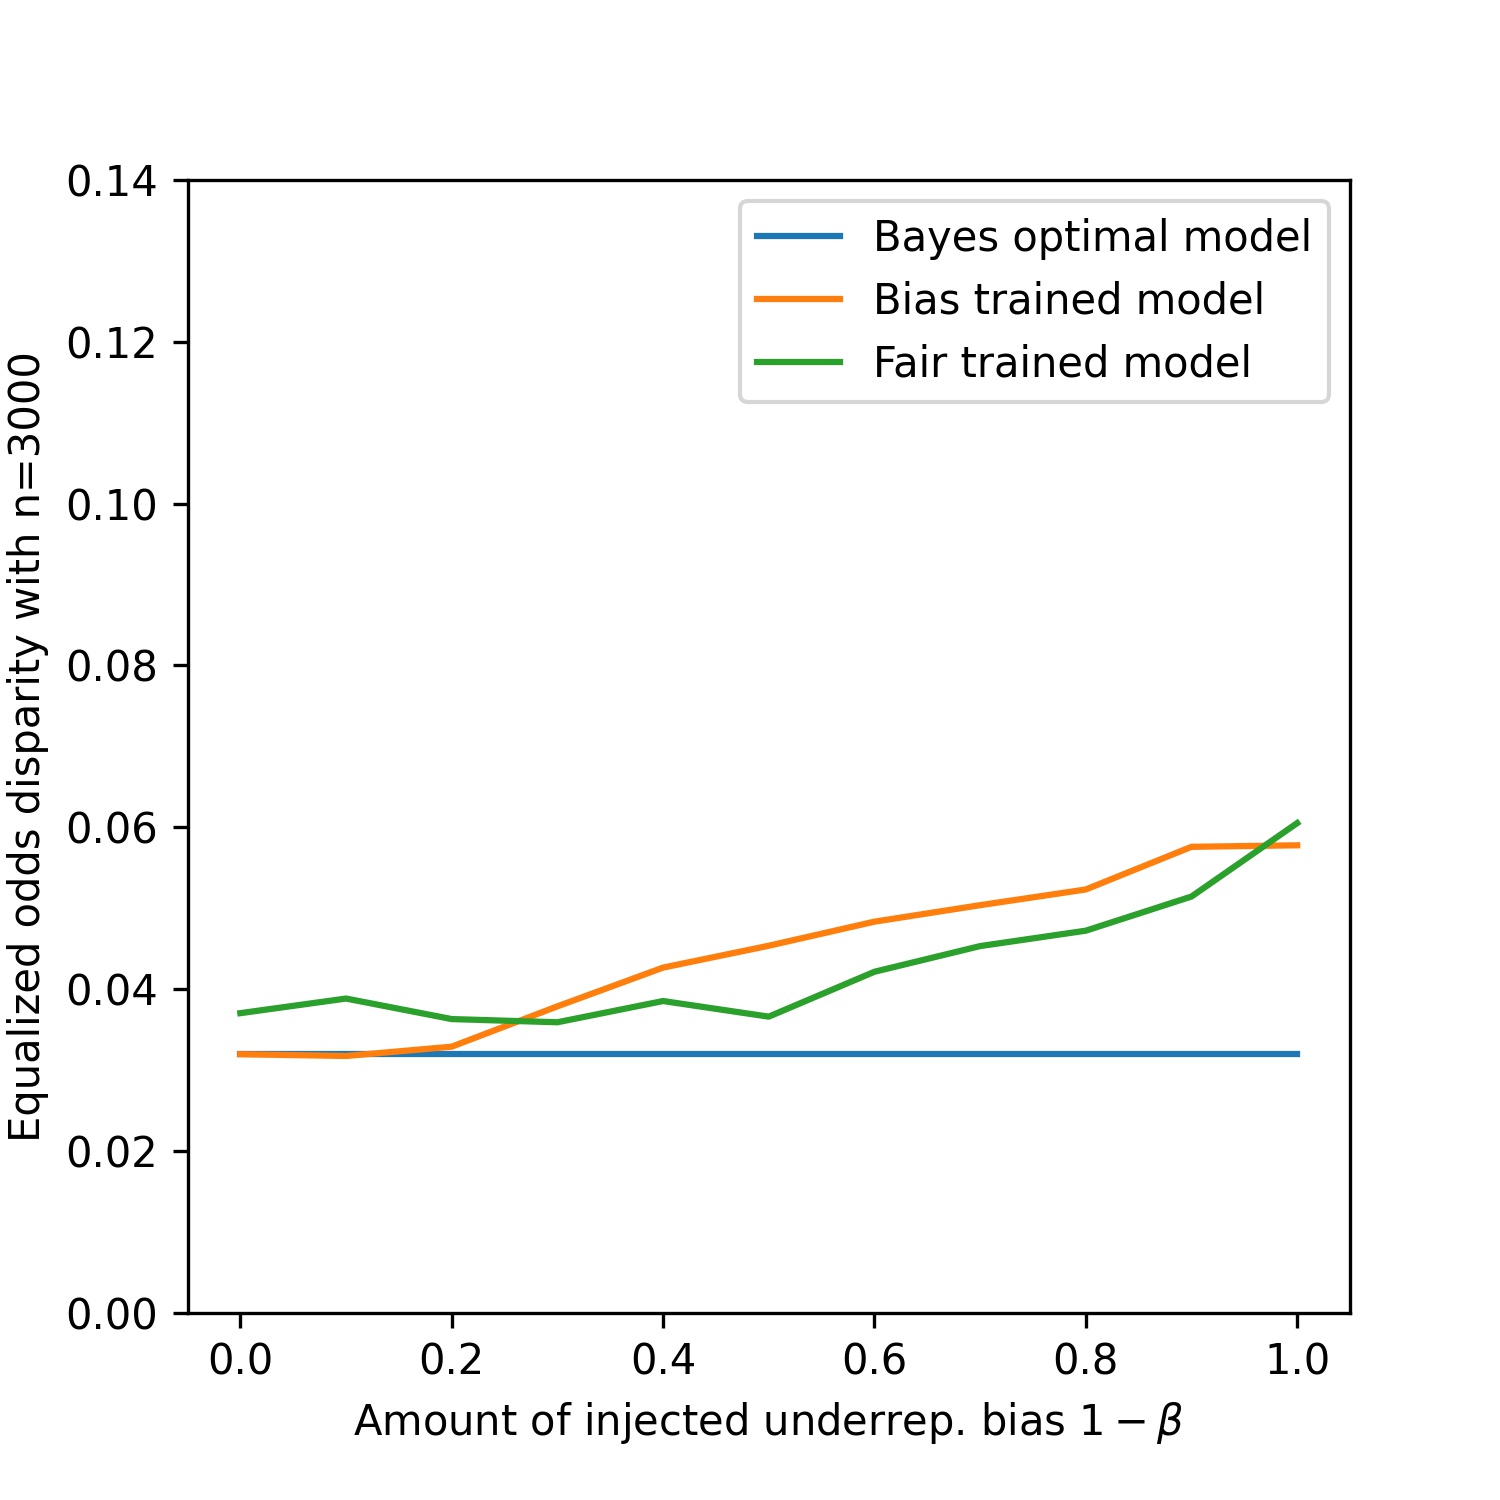 0.14
0.12
0.10
0.08
0.06
0.04
0.02
0.00
Equalized odds disparity with n=3000
Bayes optimal model
Bias trained model
Fair trained model
0.0 0.2 0.4 0.6 0.8 1.0
Amount of injected underrep. bias 1 − β